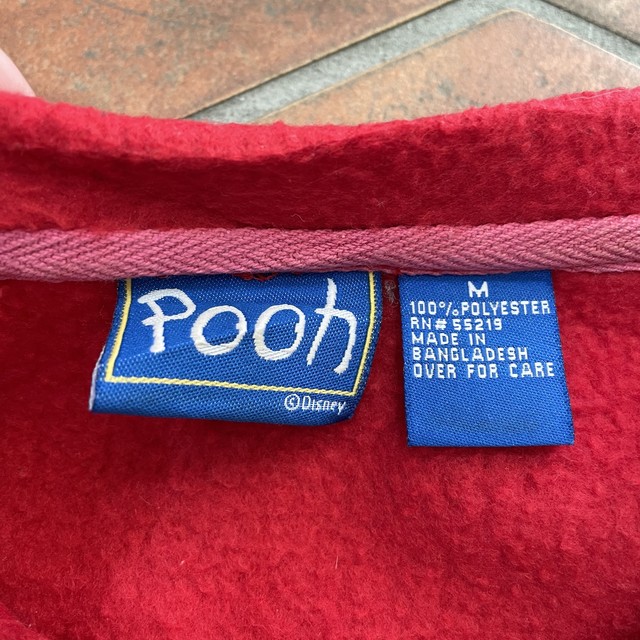 Pooh
©Disney
M
100% POLYESTER
RN# 55219
MADE IN
BANGLADESH
OVER FOR CARE